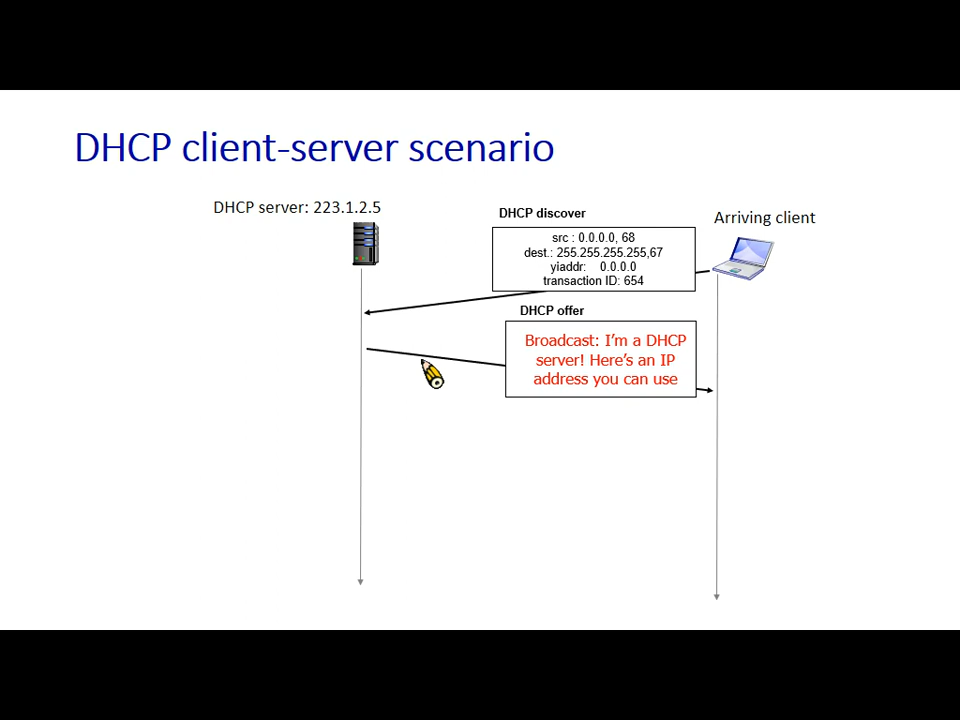 DHCP client-server scenario
DHCP server: 223.1.2.5
DHCP discover
Arriving client
src : 0.0.0.0, 68
dest.: 255.255.255.255,67
yiaddr: 0.0.0.0
transaction ID: 654
DHCP offer
Broadcast: I'm a DHCP
server! Here's an IP
address you can use